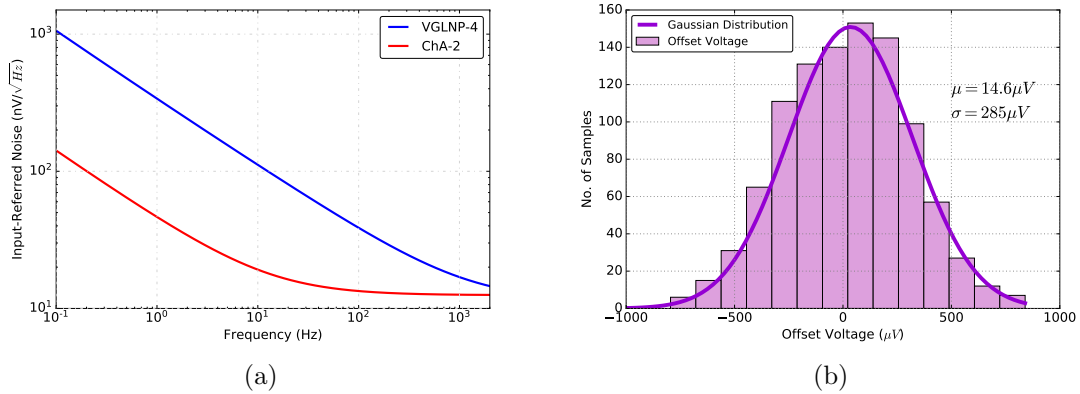 10³
10²
10¹
Input-Referred Noise (nV/√Hz)
VGLNP-4
ChA-2
10⁻¹ 10⁰ 10¹ 10² 10³
Frequency (Hz)
(a)
160
140
120
100
80
60
40
20
0
No. of Samples
Gaussian Distribution
Offset Voltage
μ = 14.6μV
σ = 285μV
−1000 −500 0 500 1000
Offset Voltage (μV)
(b)